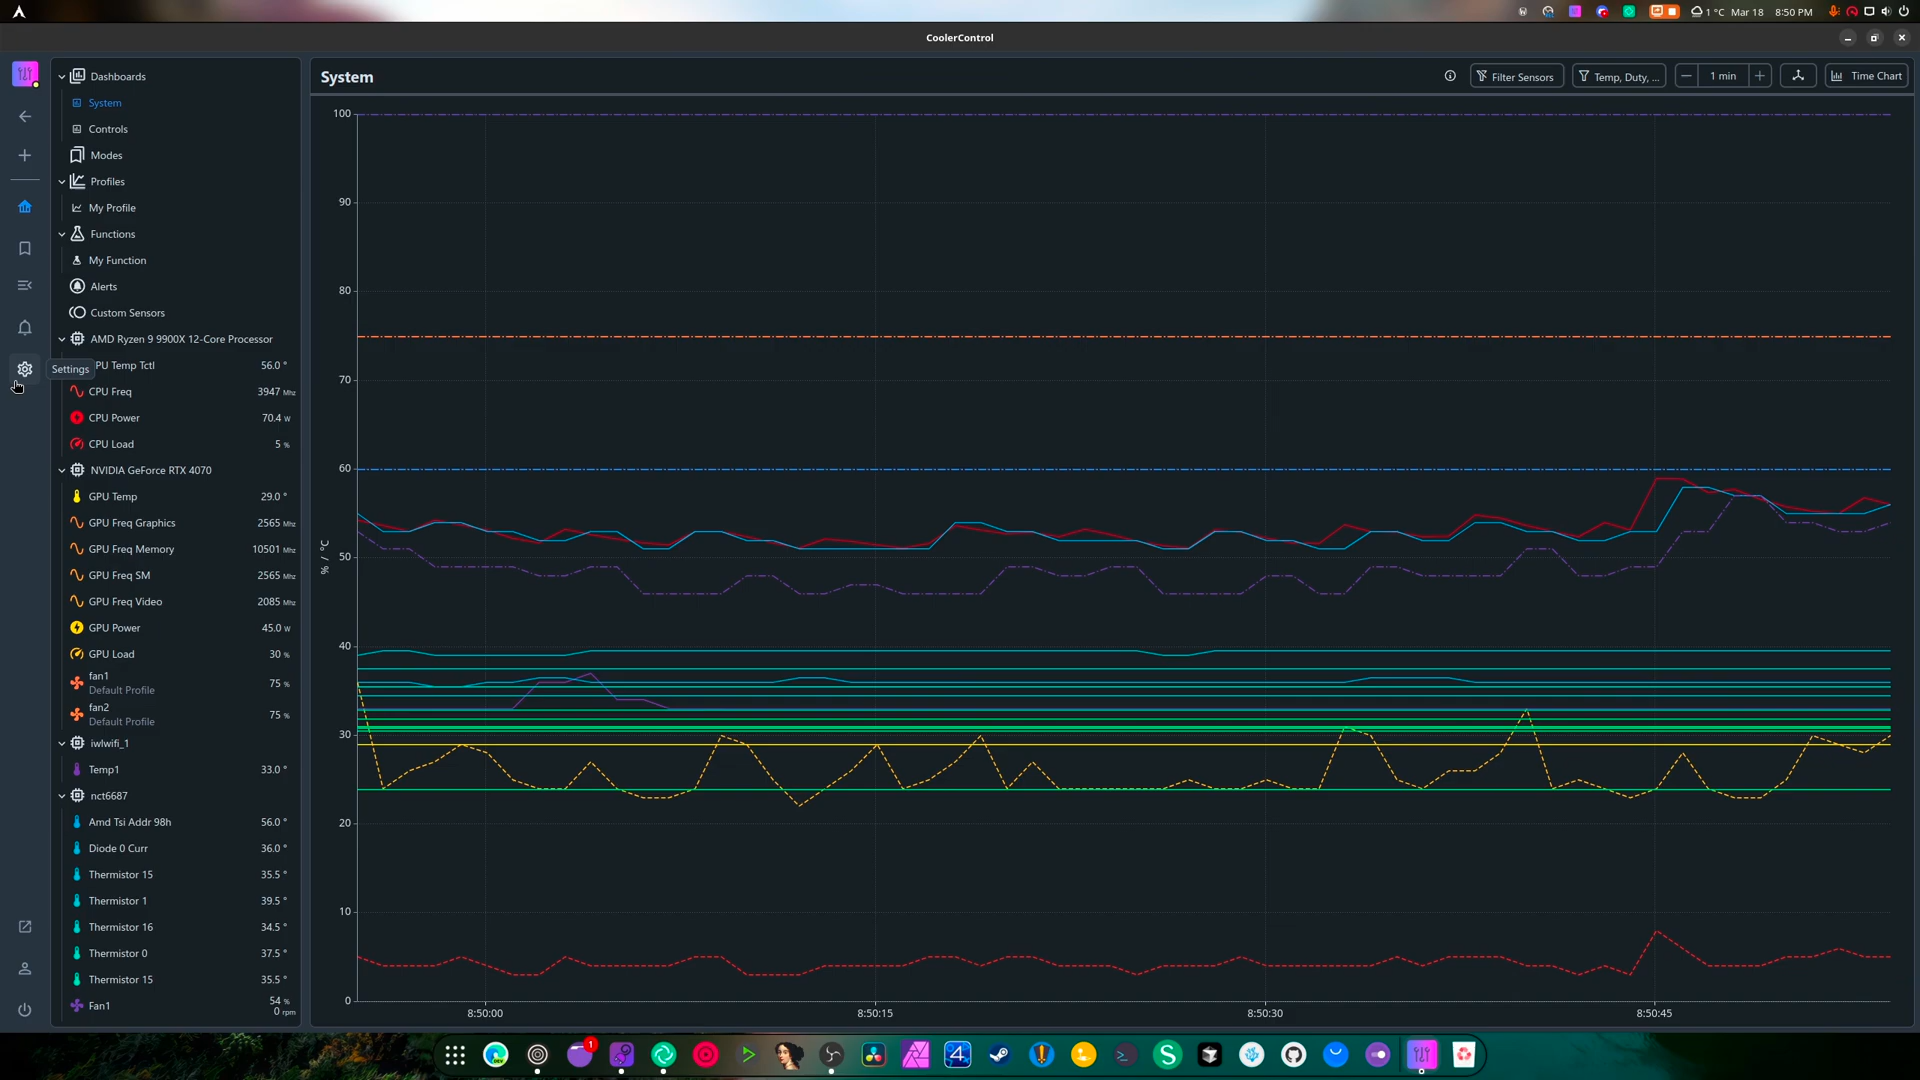 1 °C Mar 18 8:50 PM
CoolerControl
Dashboards
System
Controls
Modes
Profiles
My Profile
Functions
My Function
Alerts
Custom Sensors
AMD Ryzen 9 9900X 12-Core Processor
Settings
PU Temp Tctl 56.0 °
CPU Freq 3947 Mhz
CPU Power 70.4 W
CPU Load 5 %
NVIDIA GeForce RTX 4070
GPU Temp 29.0 °
GPU Freq Graphics 2565 Mhz
GPU Freq Memory 10501 Mhz
GPU Freq SM 2565 Mhz
GPU Freq Video 2085 Mhz
GPU Power 45.0 W
GPU Load 30 %
fan1
Default Profile 75 %
fan2
Default Profile 75 %
iwlwifi_1
Temp1 33.0 °
nct6687
Amd Tsi Addr 98h 56.0 °
Diode 0 Curr 36.0 °
Thermistor 15 35.5 °
Thermistor 1 39.5 °
Thermistor 16 34.5 °
Thermistor 0 37.5 °
Thermistor 15 35.5 °
Fan1 54 %
0 rpm
System
Filter Sensors
Temp, Duty, ...
1 min
Time Chart
100
90
80
70
60
50
40
30
20
10
0
% / °C
8:50:00
8:50:15
8:50:30
8:50:45
DEV
1
4
S